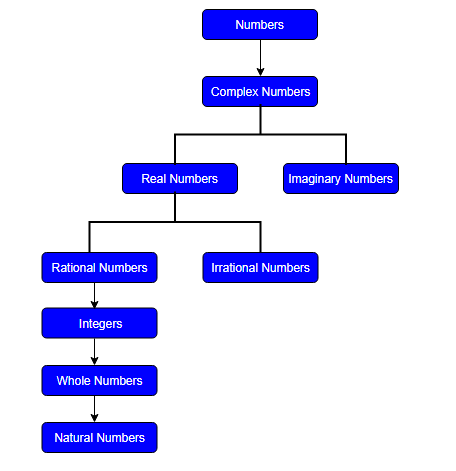 Numbers
Complex Numbers
Real Numbers
Imaginary Numbers
Rational Numbers
Irrational Numbers
Integers
Whole Numbers
Natural Numbers